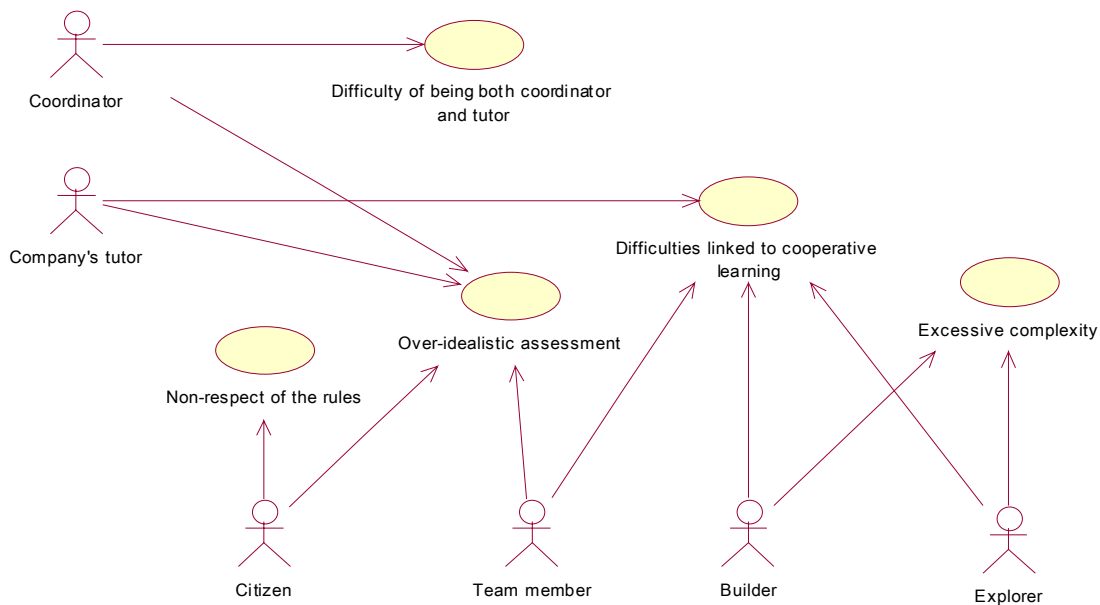 Coordinator
Difficulty of being both coordinator
and tutor
Company's tutor
Difficulties linked to cooperative
learning
Over-idealistic assessment
Excessive complexity
Non-respect of the rules
Citizen
Team member
Builder
Explorer